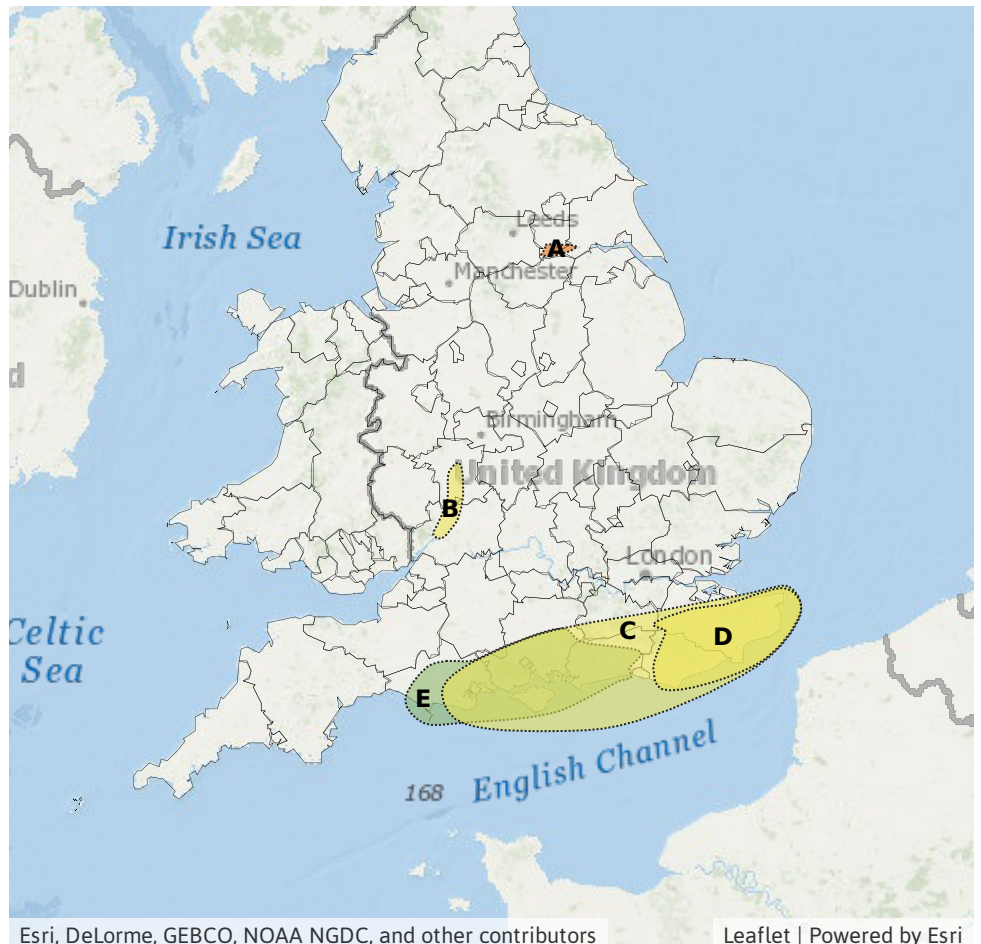 Leeds
Irish Sea
A
Manchester
Dublin
d
Birmingham
United Kingdom
B
London
Celtic
Sea
C
D
E
English Channel
168
Esri, DeLorme, GEBCO, NOAA NGDC, and other contributors
Leaflet | Powered by Esri